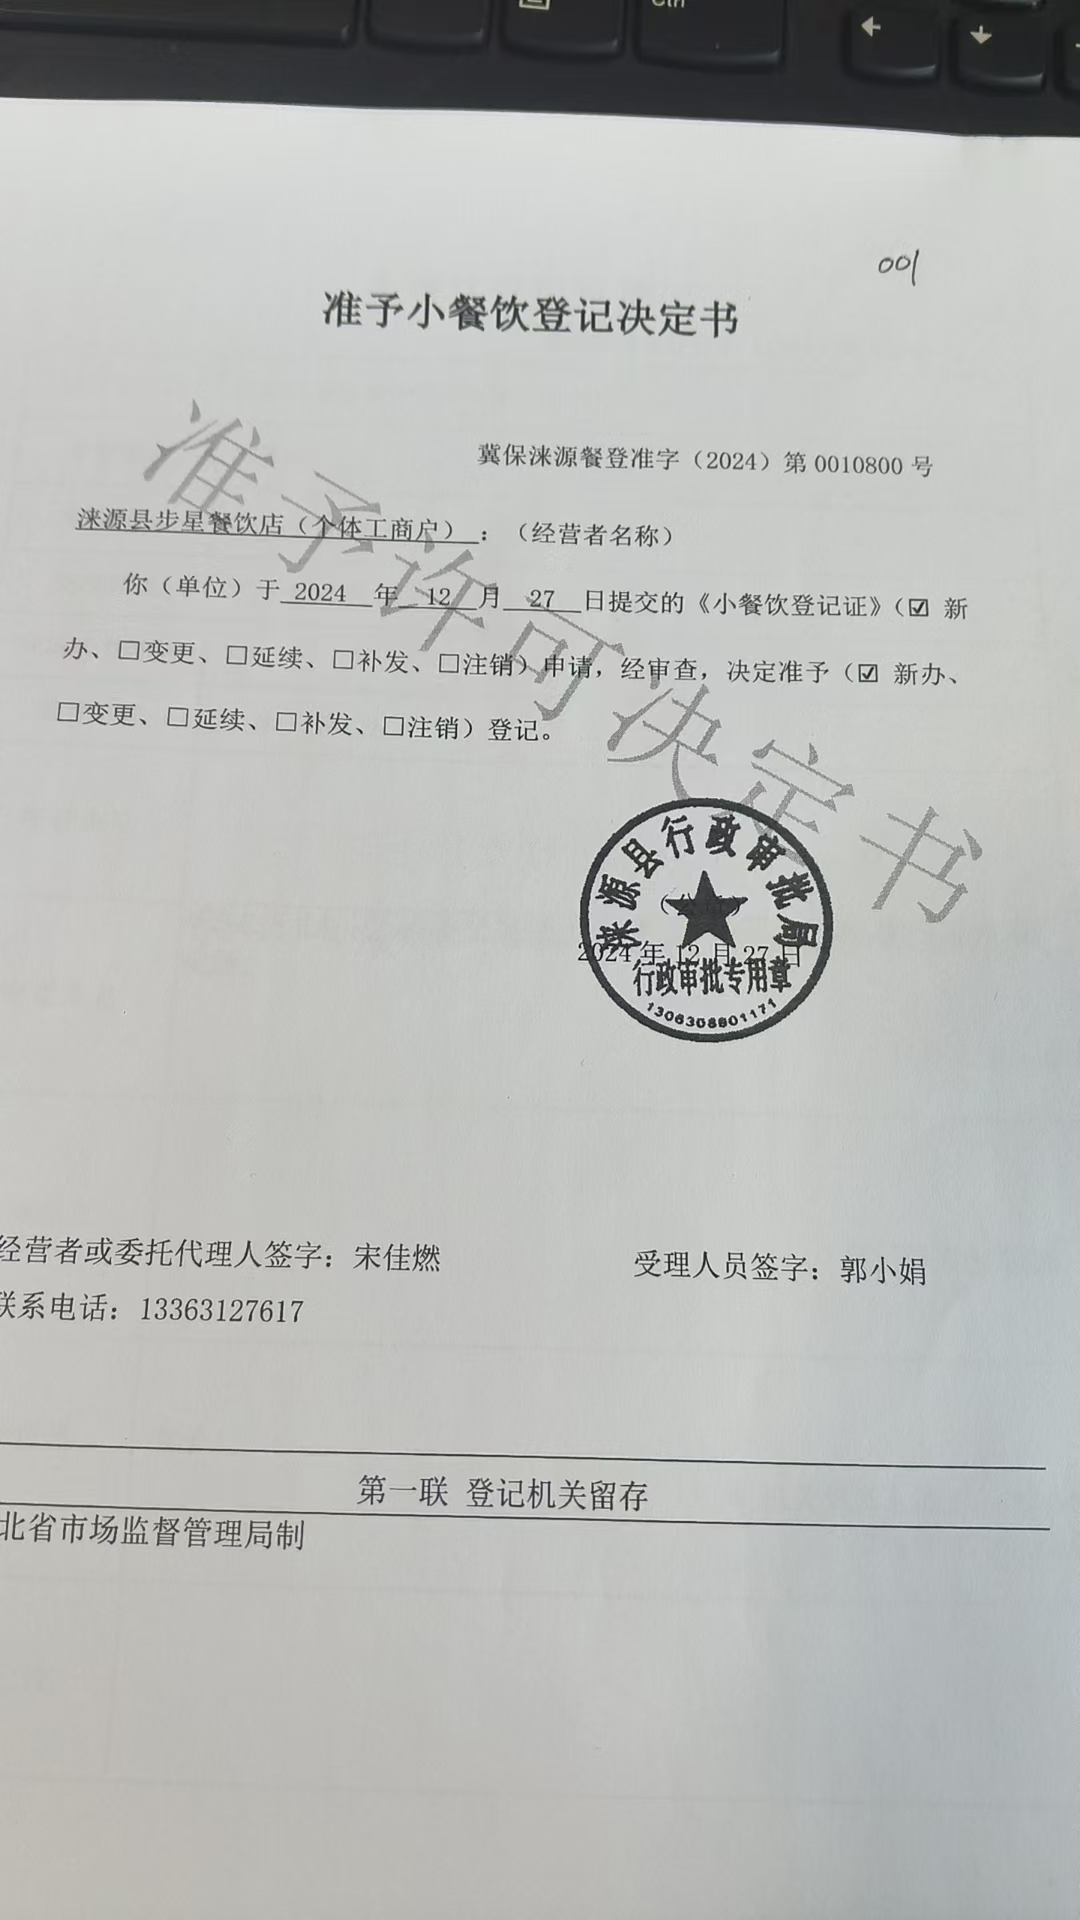 Ctrl
001
准予小餐饮登记决定书
冀保涞源餐登准字（2024）第0010800号
涞源县步星餐饮店（个体工商户）：（经营者名称）
你（单位）于 2024 年 12 月 27 日提交的《小餐饮登记证》（☑ 新
办、□变更、□延续、□补发、□注销）申请，经审查，决定准予（☑ 新办、
□变更、□延续、□补发、□注销）登记。
准予许可决定书
涞源县行政审批局
（公章）
2024年12月27日
行政审批专用章
1306308801171
经营者或委托代理人签字：宋佳燃
受理人员签字：郭小娟
联系电话：13363127617
第一联 登记机关留存
北省市场监督管理局制